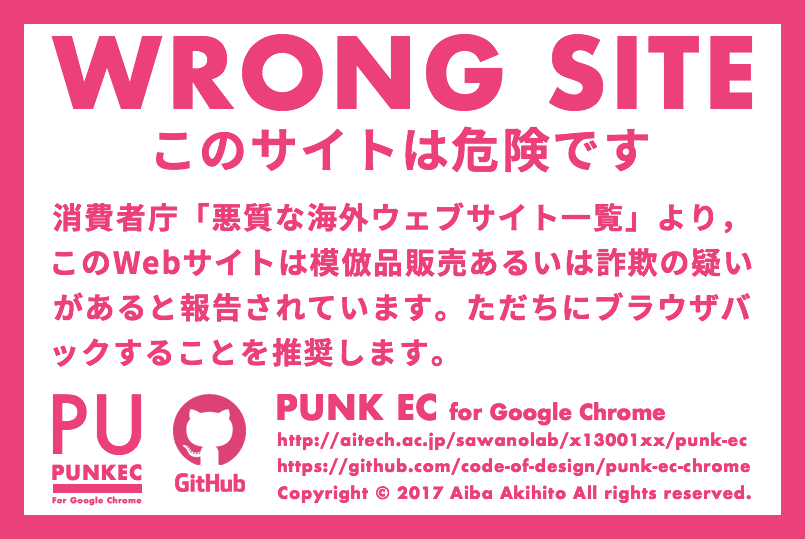 WRONG SITE
このサイトは危険です
消費者庁「悪質な海外ウェブサイト一覧」より，
このWebサイトは模倣品販売あるいは詐欺の疑い
があると報告されています。ただちにブラウザバ
ックすることを推奨します。
PU
PUNKEC
For Google Chrome
GitHub
PUNK EC for Google Chrome
http://aitech.ac.jp/sawanolab/x13001xx/punk-ec
https://github.com/code-of-design/punk-ec-chrome
Copyright © 2017 Aiba Akihito All rights reserved.